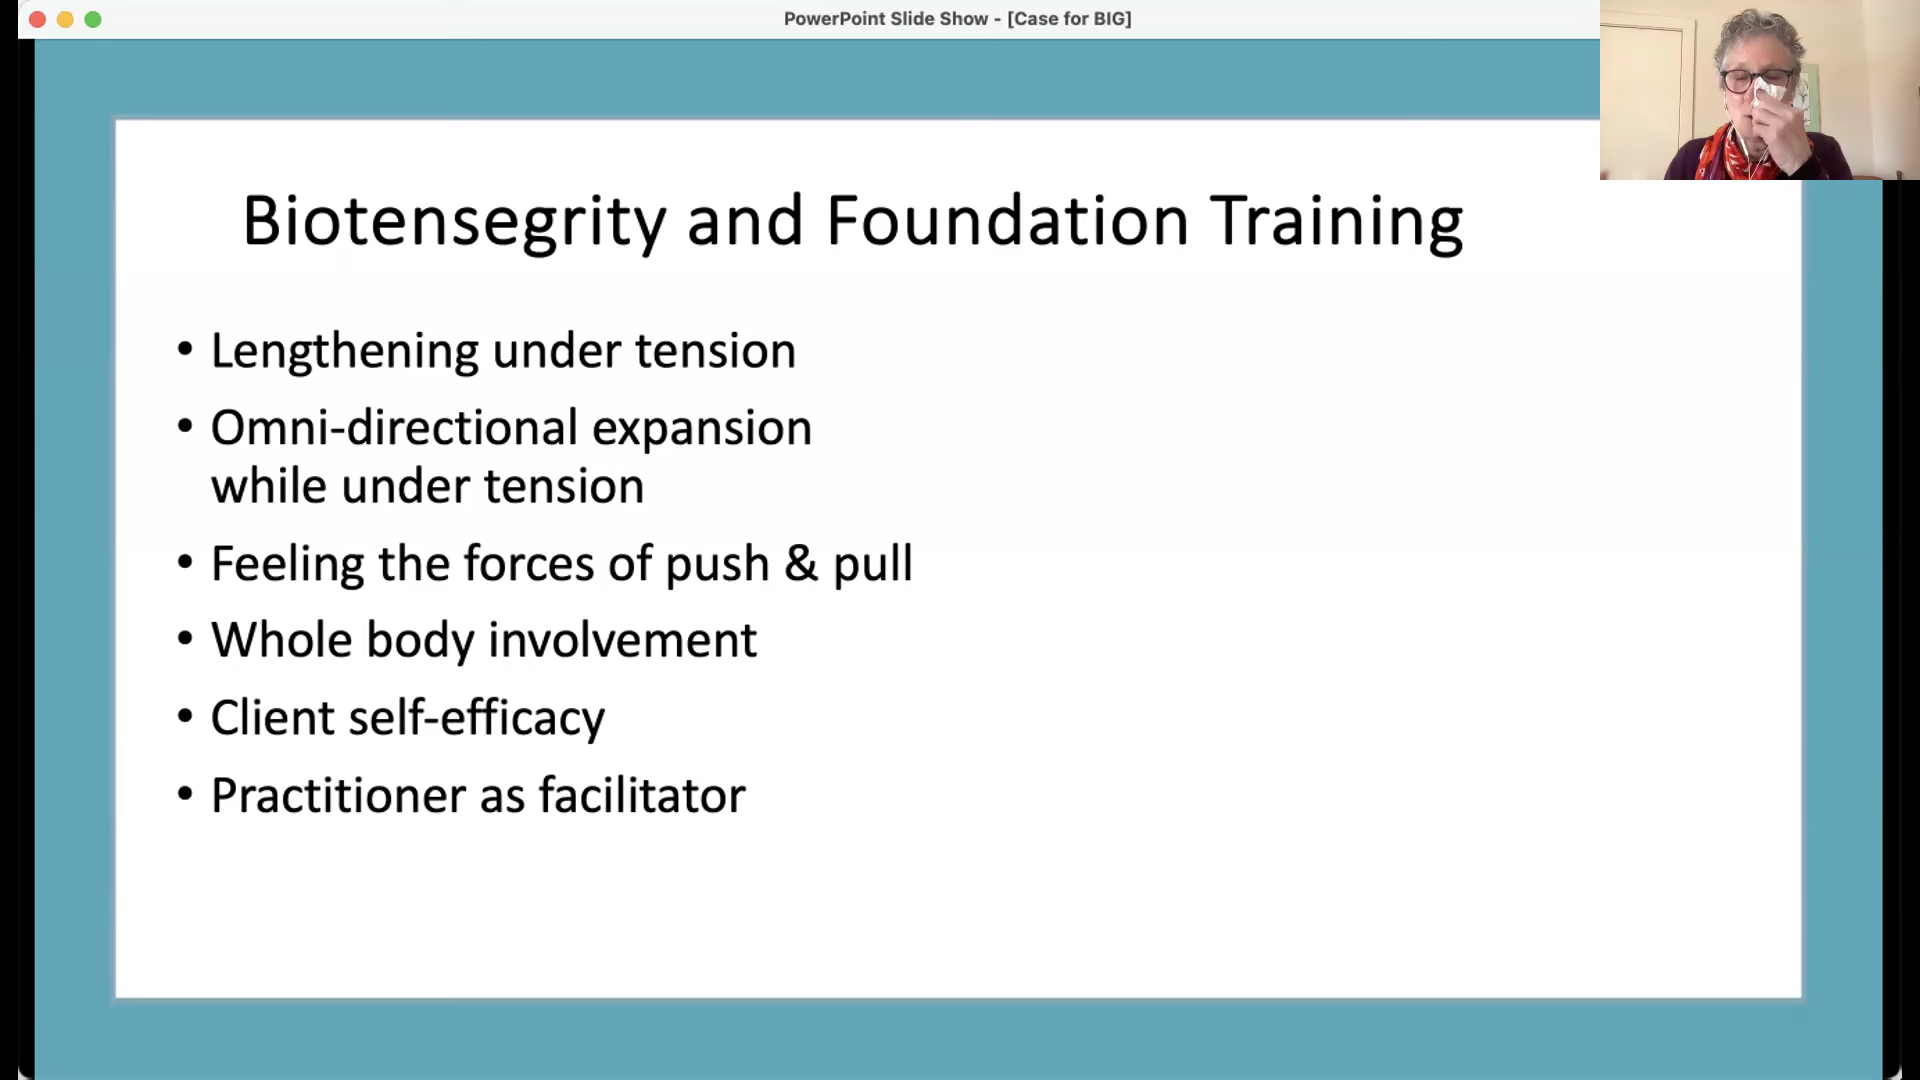 PowerPoint Slide Show - [Case for BIG]
Biotensegrity and Foundation Training
• Lengthening under tension
• Omni-directional expansion
while under tension
• Feeling the forces of push & pull
• Whole body involvement
• Client self-efficacy
• Practitioner as facilitator